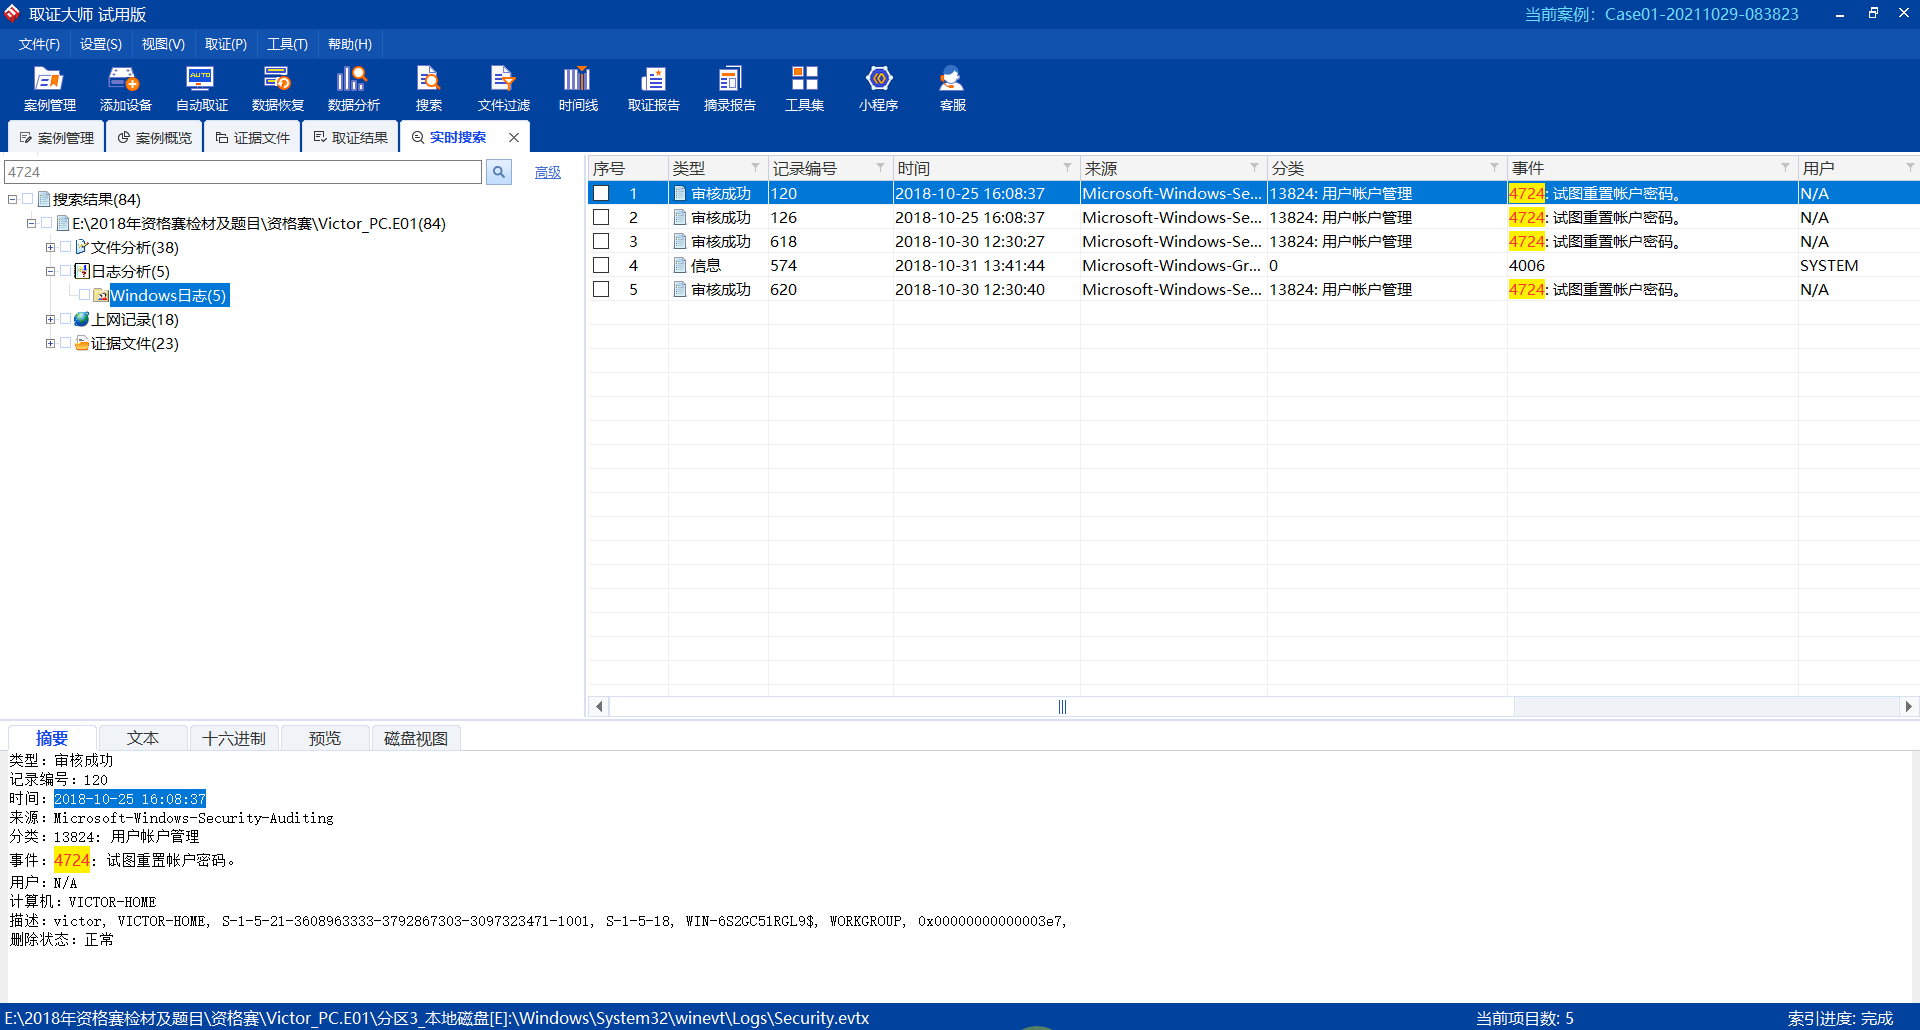 取证大师 试用版
当前案例：Case01-20211029-083823
文件(F) 设置(S) 视图(V) 取证(P) 工具(T) 帮助(H)
案例管理 添加设备 自动取证 数据恢复 数据分析 搜索 文件过滤 时间线 取证报告 摘录报告 工具集 小程序 客服
案例管理 案例概览 证据文件 取证结果 实时搜索
4724 高级
搜索结果(84)
E:\2018年资格赛检材及题目\资格赛\Victor_PC.E01(84)
文件分析(38)
日志分析(5)
Windows日志(5)
上网记录(18)
证据文件(23)
序号 类型 记录编号 时间 来源 分类 事件 用户
1 审核成功 120 2018-10-25 16:08:37 Microsoft-Windows-Se... 13824: 用户帐户管理 4724: 试图重置帐户密码。 N/A
2 审核成功 126 2018-10-25 16:08:37 Microsoft-Windows-Se... 13824: 用户帐户管理 4724: 试图重置帐户密码。 N/A
3 审核成功 618 2018-10-30 12:30:27 Microsoft-Windows-Se... 13824: 用户帐户管理 4724: 试图重置帐户密码。 N/A
4 信息 574 2018-10-31 13:41:44 Microsoft-Windows-Gr... 0 4006 SYSTEM
5 审核成功 620 2018-10-30 12:30:40 Microsoft-Windows-Se... 13824: 用户帐户管理 4724: 试图重置帐户密码。 N/A
摘要 文本 十六进制 预览 磁盘视图
类型：审核成功
记录编号：120
时间：2018-10-25 16:08:37
来源：Microsoft-Windows-Security-Auditing
分类：13824: 用户帐户管理
事件：4724: 试图重置帐户密码。
用户：N/A
计算机：VICTOR-HOME
描述：victor, VICTOR-HOME, S-1-5-21-3608963333-3792867303-3097323471-1001, S-1-5-18, WIN-6S2GC51RGL9$, WORKGROUP, 0x00000000000003e7,
删除状态：正常
E:\2018年资格赛检材及题目\资格赛\Victor_PC.E01\分区3_本地磁盘[E]:\Windows\System32\winevt\Logs\Security.evtx
当前项目数: 5
索引进度: 完成